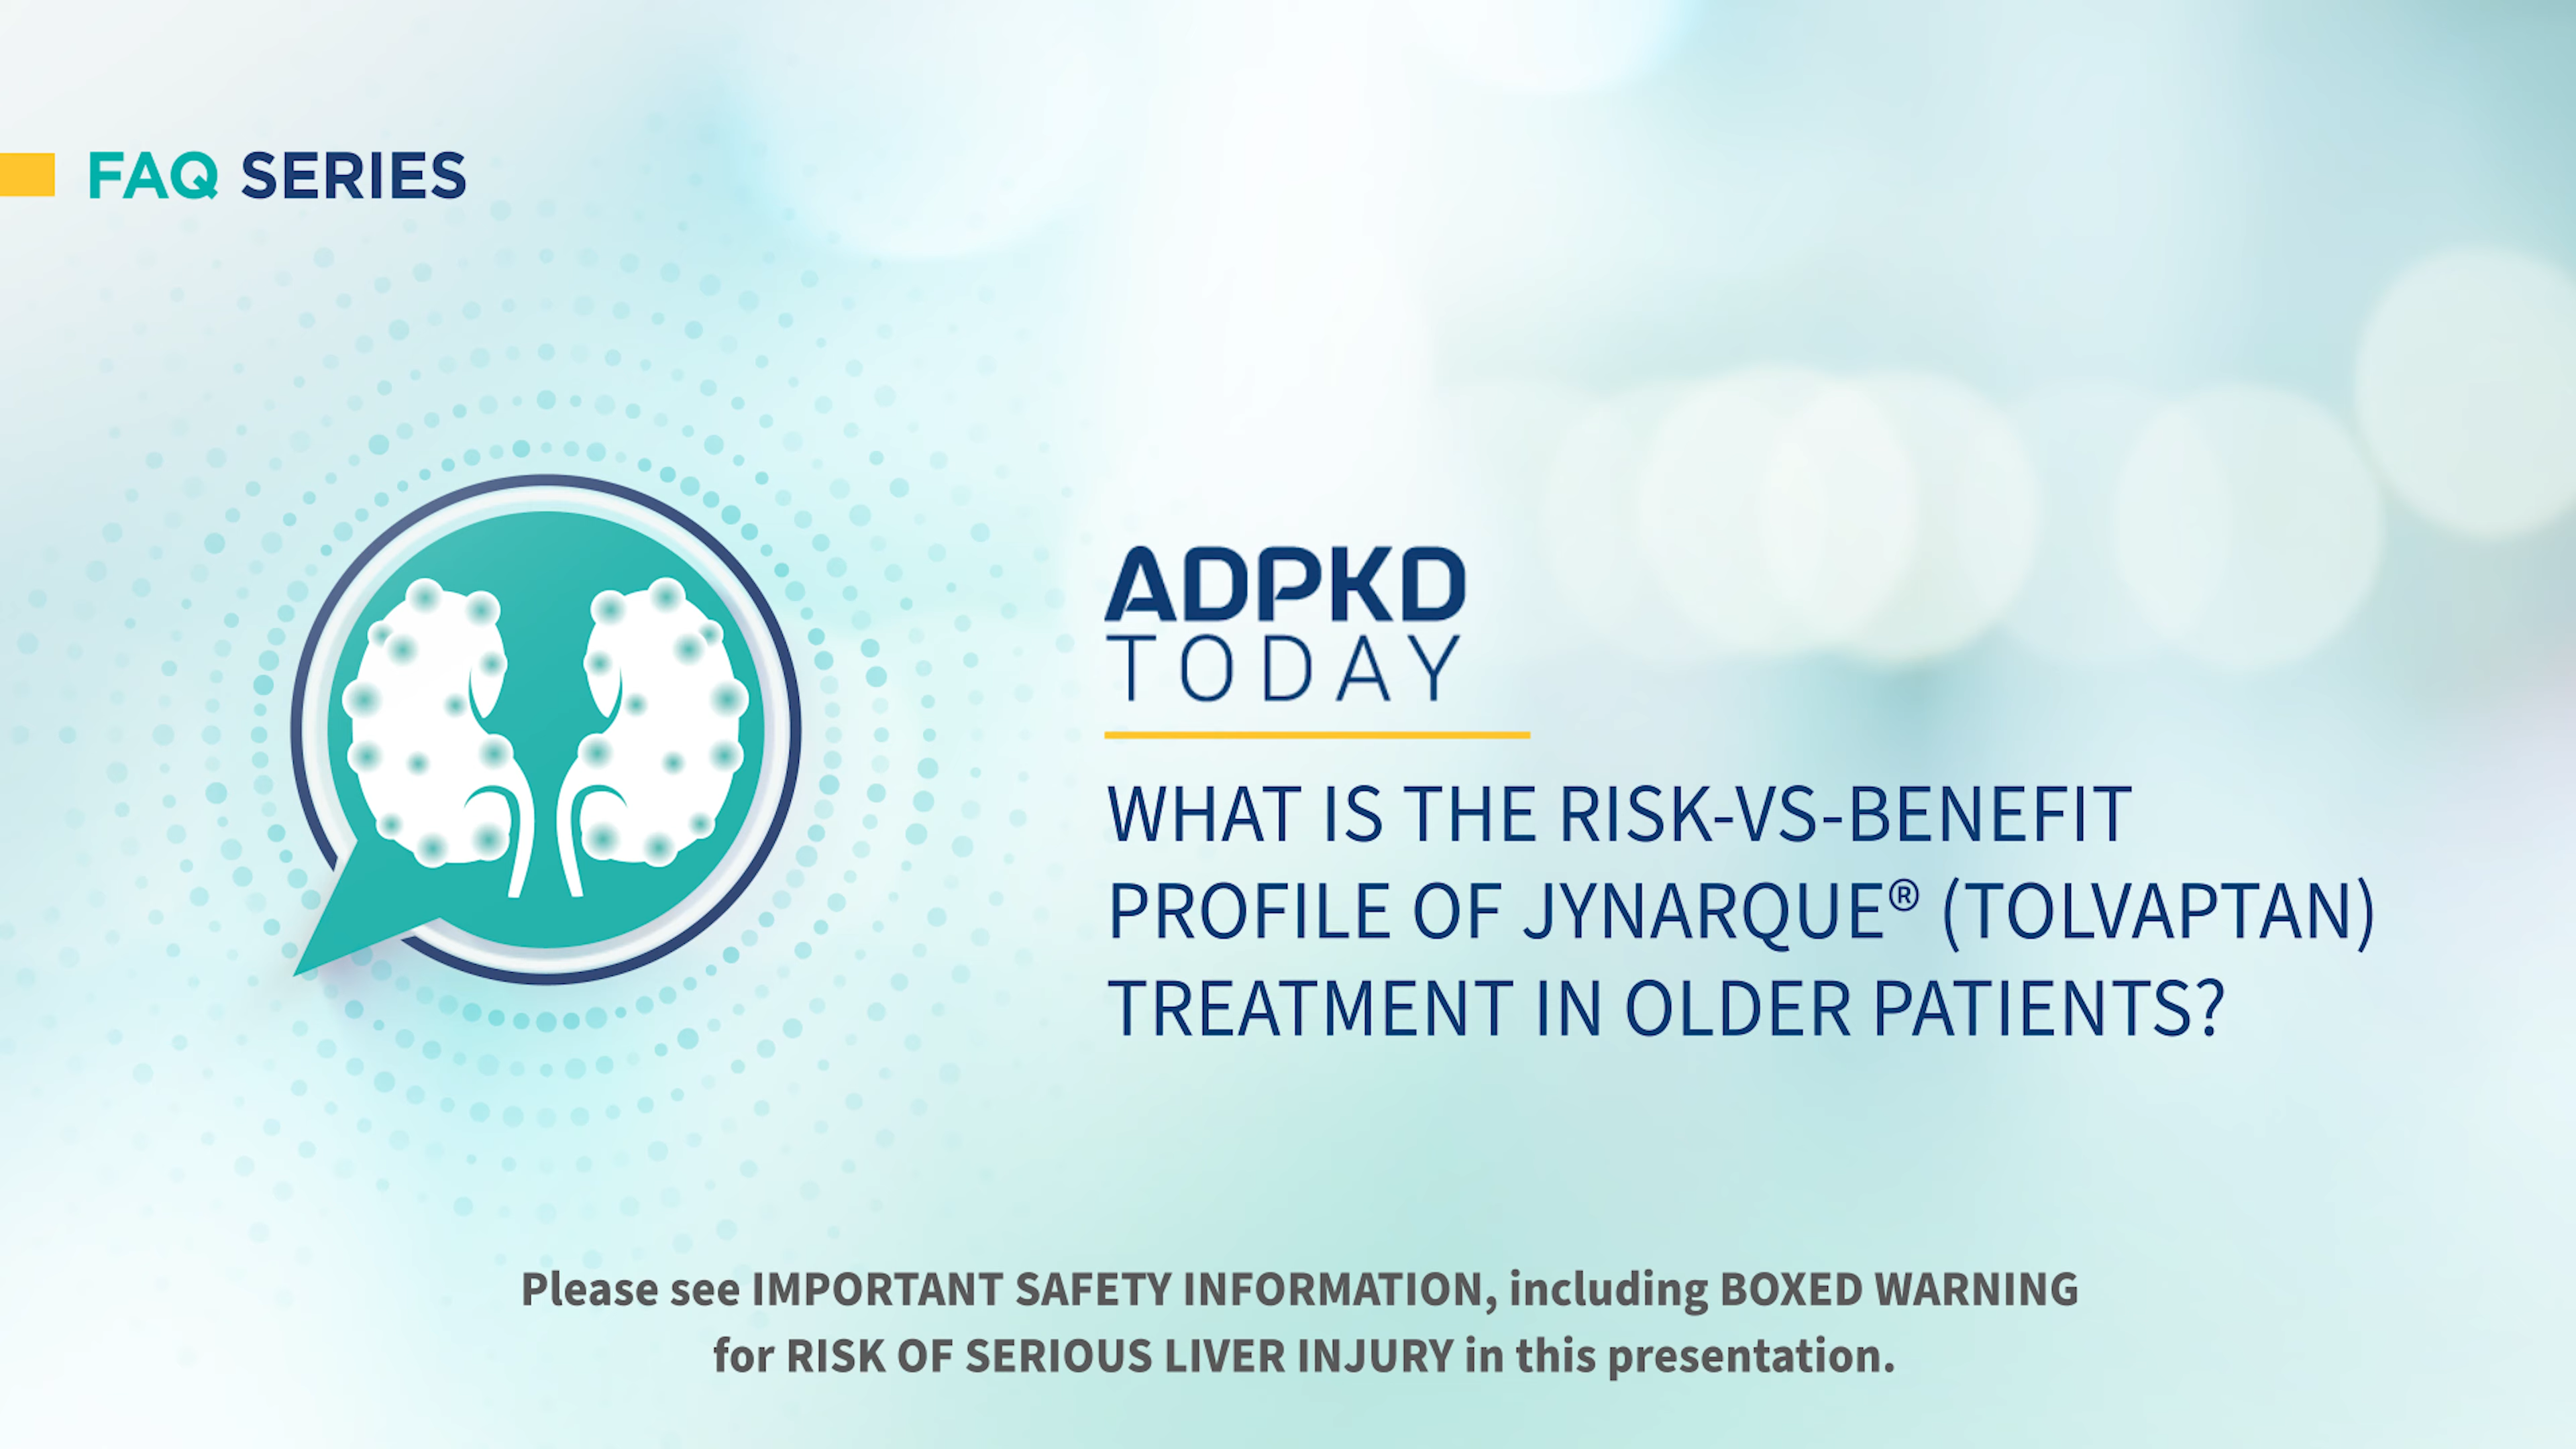 FAQ SERIES
ADPKD
TODAY
WHAT IS THE RISK-VS-BENEFIT
PROFILE OF JYNARQUE® (TOLVAPTAN)
TREATMENT IN OLDER PATIENTS?
Please see IMPORTANT SAFETY INFORMATION, including BOXED WARNING
for RISK OF SERIOUS LIVER INJURY in this presentation.